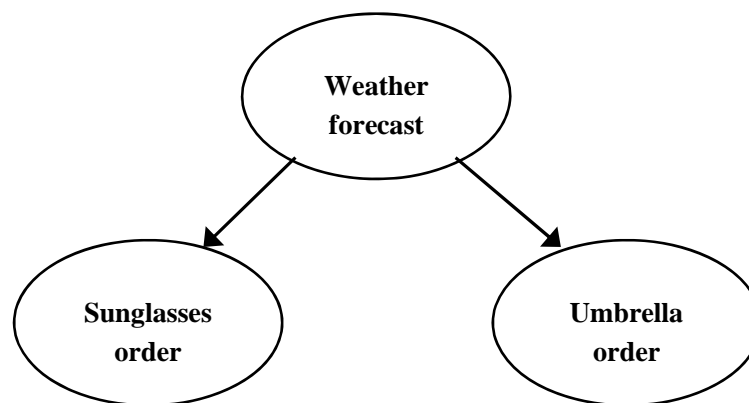 Weather
forecast
Sunglasses
order
Umbrella
order